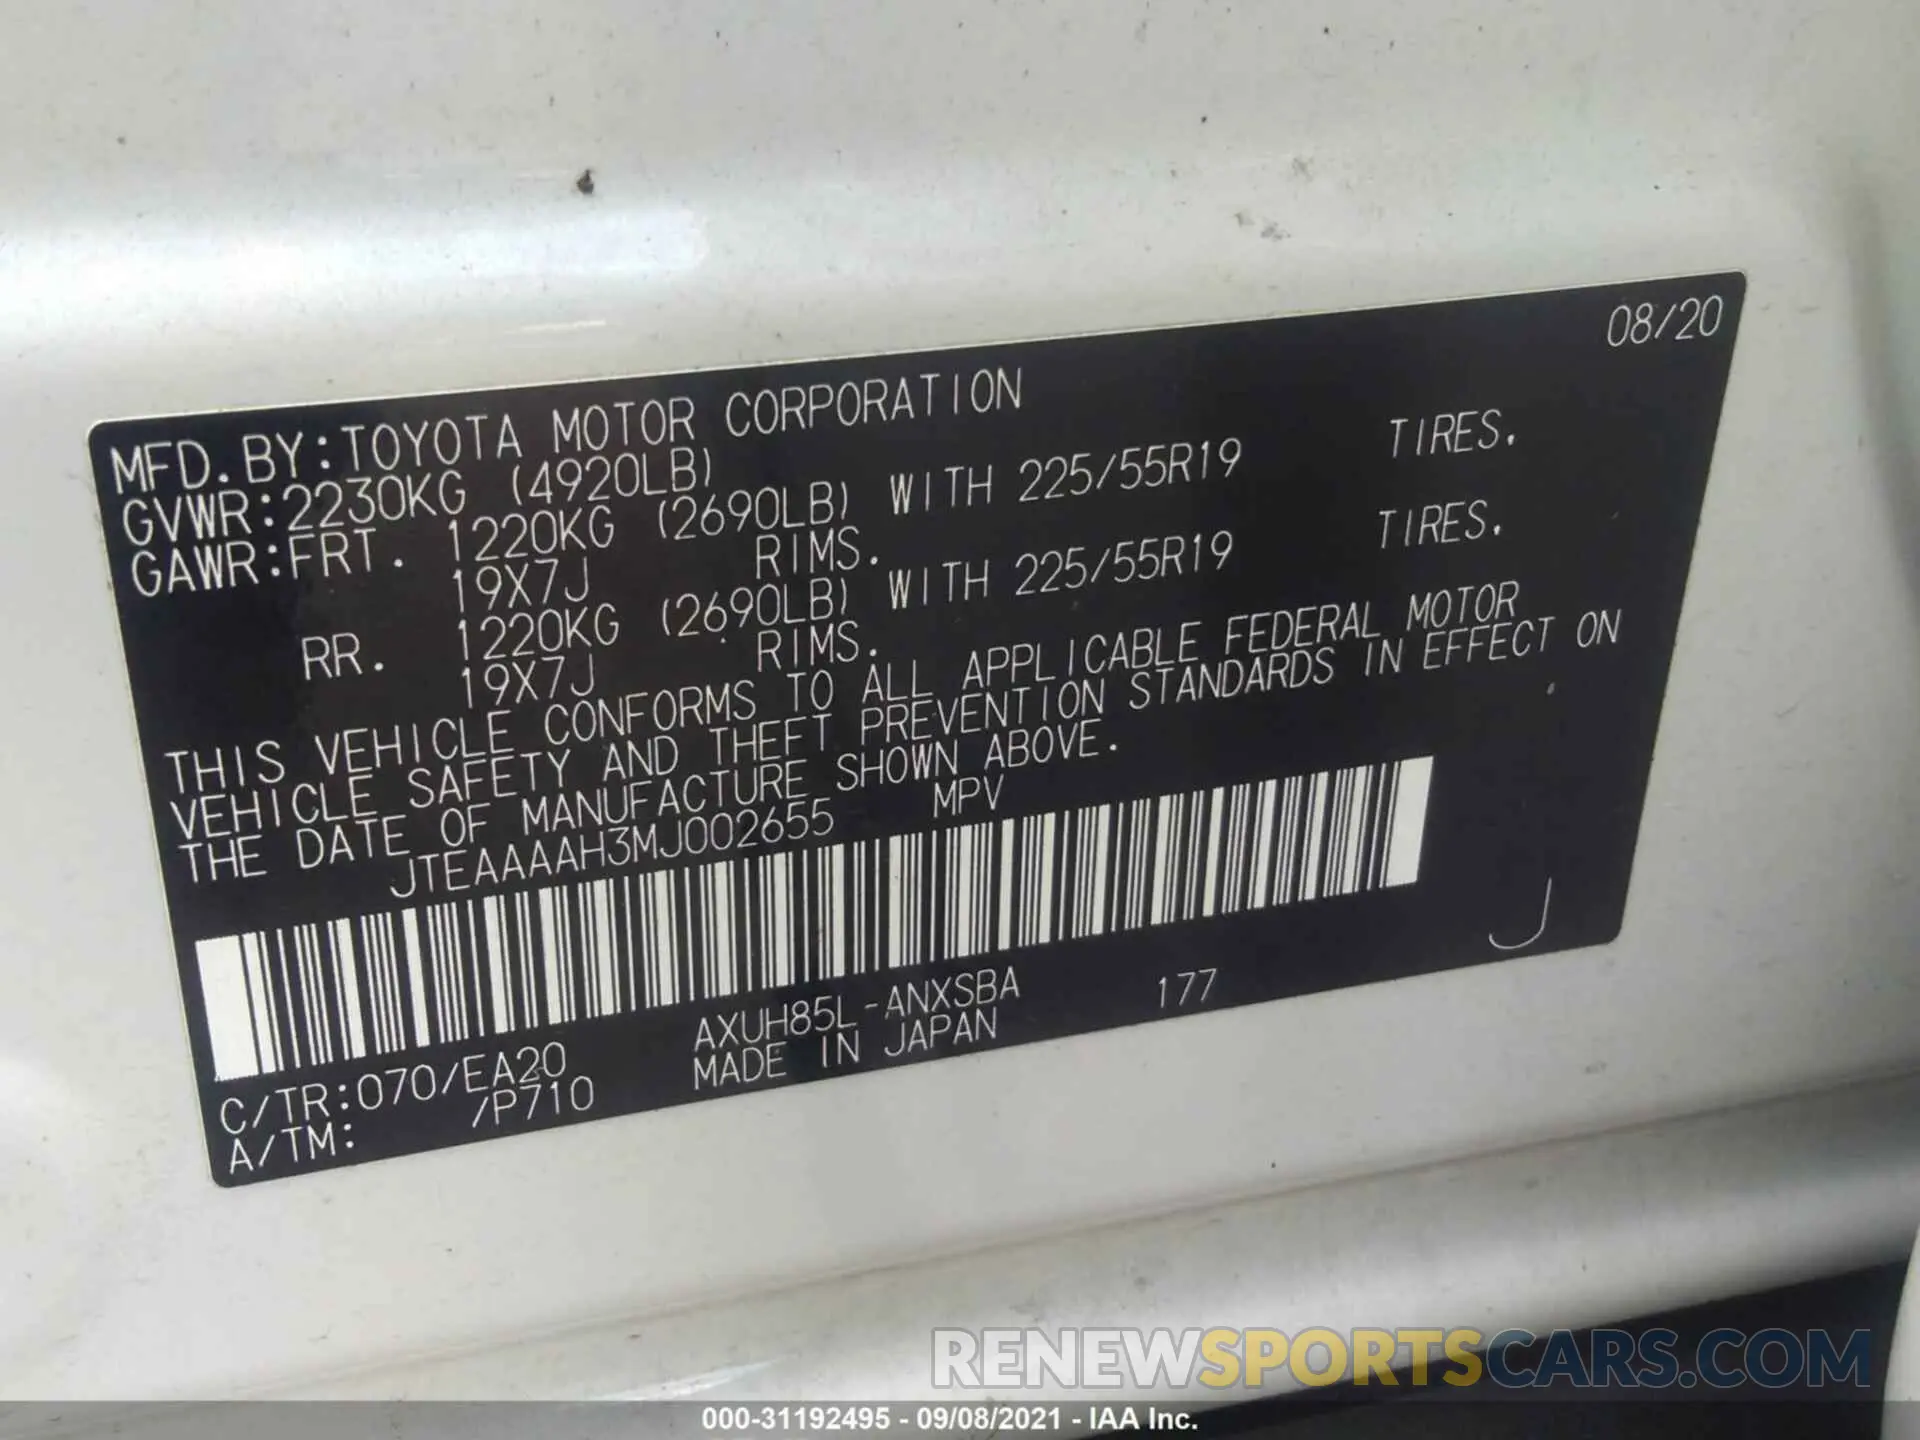 08/20
MFD.BY:TOYOTA MOTOR CORPORATION
GVWR:2230KG (4920LB)
GAWR:FRT. 1220KG (2690LB) WITH 225/55R19 TIRES.
19X7J RIMS.
RR. 1220KG (2690LB) WITH 225/55R19 TIRES.
19X7J RIMS.
THIS VEHICLE CONFORMS TO ALL APPLICABLE FEDERAL MOTOR
VEHICLE SAFETY AND THEFT PREVENTION STANDARDS IN EFFECT ON
THE DATE OF MANUFACTURE SHOWN ABOVE.
JTEAAAAH3MJ002655 MPV
J
C/TR:070/EA20 AXUH85L-ANXSBA 177
A/TM: /P710 MADE IN JAPAN
RENEWSPORTSCARS.COM
000-31192495 - 09/08/2021 - IAA Inc.